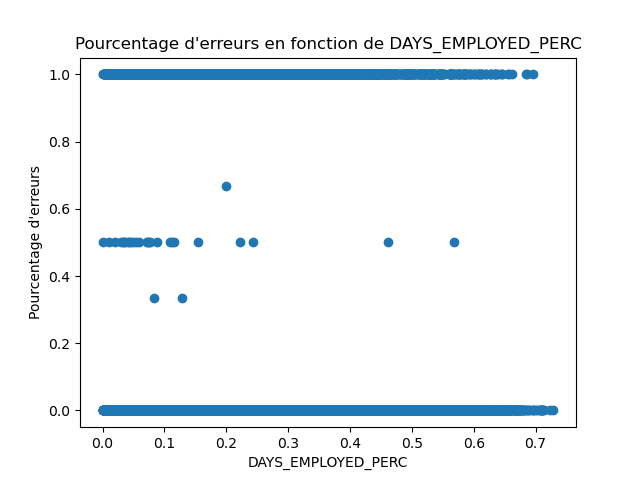 Pourcentage d'erreurs en fonction de DAYS_EMPLOYED_PERC
1.0
0.8
0.6
0.4
0.2
0.0
Pourcentage d'erreurs
0.0 0.1 0.2 0.3 0.4 0.5 0.6 0.7
DAYS_EMPLOYED_PERC